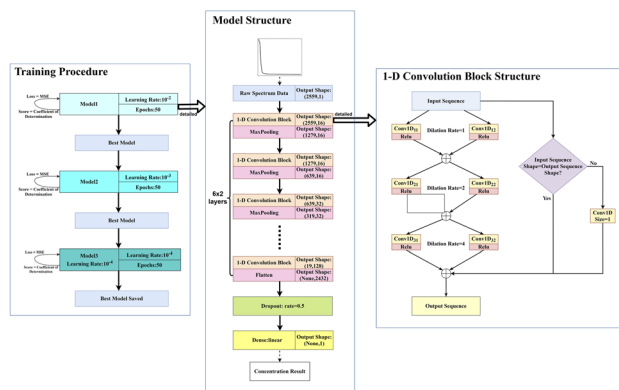 Training Procedure
Loss = MSE
Score = Coefficient of
Determination
Model1
Learning Rate:10⁻²
Epochs:50
detailed
Best Model
Loss = MSE
Score = Coefficient of
Determination
Model2
Learning Rate:10⁻³
Epochs:50
Best Model
Loss = MSE
Score = Coefficient of
Determination
Model3
Learning Rate:10⁻⁴
Learning Rate:10⁻⁴
Epochs:50
Best Model Saved
Model Structure
Raw Spectrum Data
Output Shape:
(2559,1)
6x2
layers
1-D Convolution Block
Output Shape:
(2559,16)
MaxPooling
Output Shape:
(1279,16)
detailed
1-D Convolution Block
Output Shape:
(1279,16)
MaxPooling
Output Shape:
(639,16)
1-D Convolution Block
Output Shape:
(639,32)
MaxPooling
Output Shape:
(319,32)
1-D Convolution Block
Output Shape:
(19,128)
Flatten
Output Shape:
(None,2432)
Dropout: rate=0.5
Dense:linear
Output Shape:
(None,1)
Concentration Result
1-D Convolution Block Structure
Input Sequence
Conv1D₁₁
Relu
Dilation Rate=1
Conv1D₁₂
Relu
Conv1D₂₁
Relu
Dilation Rate=2
Conv1D₂₂
Relu
Conv1D₃₁
Relu
Dilation Rate=4
Conv1D₃₂
Relu
Input Sequence
Shape=Output Sequence
Shape?
No
Yes
Conv1D
Size=1
Output Sequence